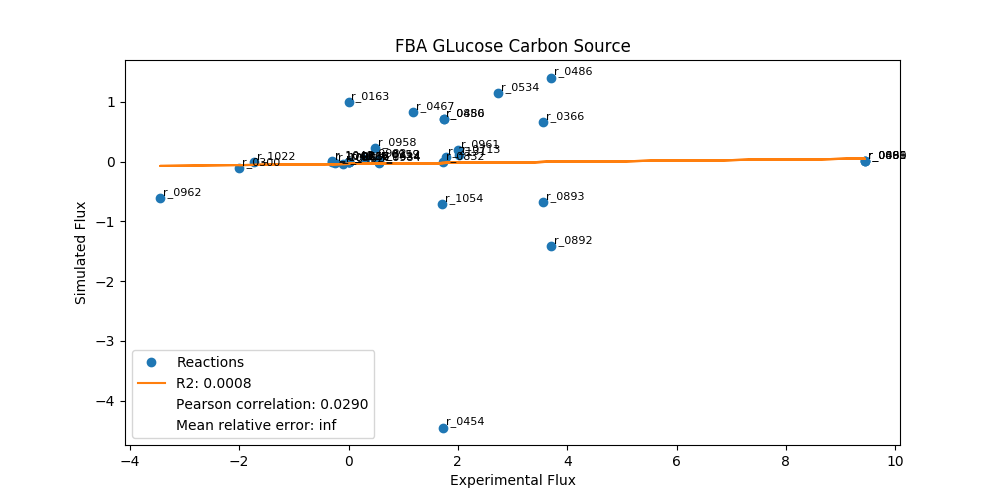 FBA GLucose Carbon Source
r_0486
r_0534
r_0163
r_0467
r_0366
r_0958
r_0961
r_0713
r_0832
r_1022
r_0300
r_0962
r_1054
r_0893
r_0892
r_0454
1
0
−1
−2
−3
−4
Simulated Flux
Reactions
R2: 0.0008
Pearson correlation: 0.0290
Mean relative error: inf
−4
−2
0
2
4
6
8
10
Experimental Flux